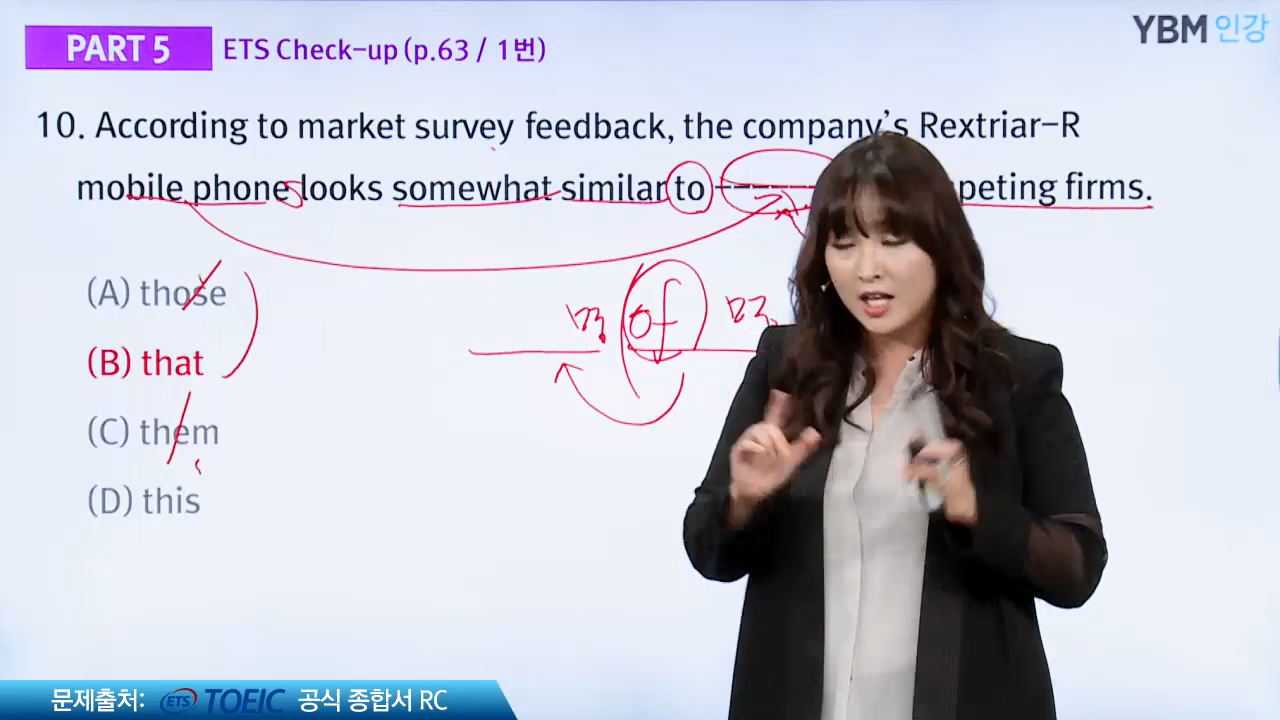 PART 5
ETS Check-up (p.63 / 1번)
YBM 인강
10. According to market survey feedback, the company's Rextriar-R
mobile phone looks somewhat similar to ------ peting firms.
(A) those
(B) that
(C) them
(D) this
of
문제출처: ETS TOEIC 공식 종합서 RC